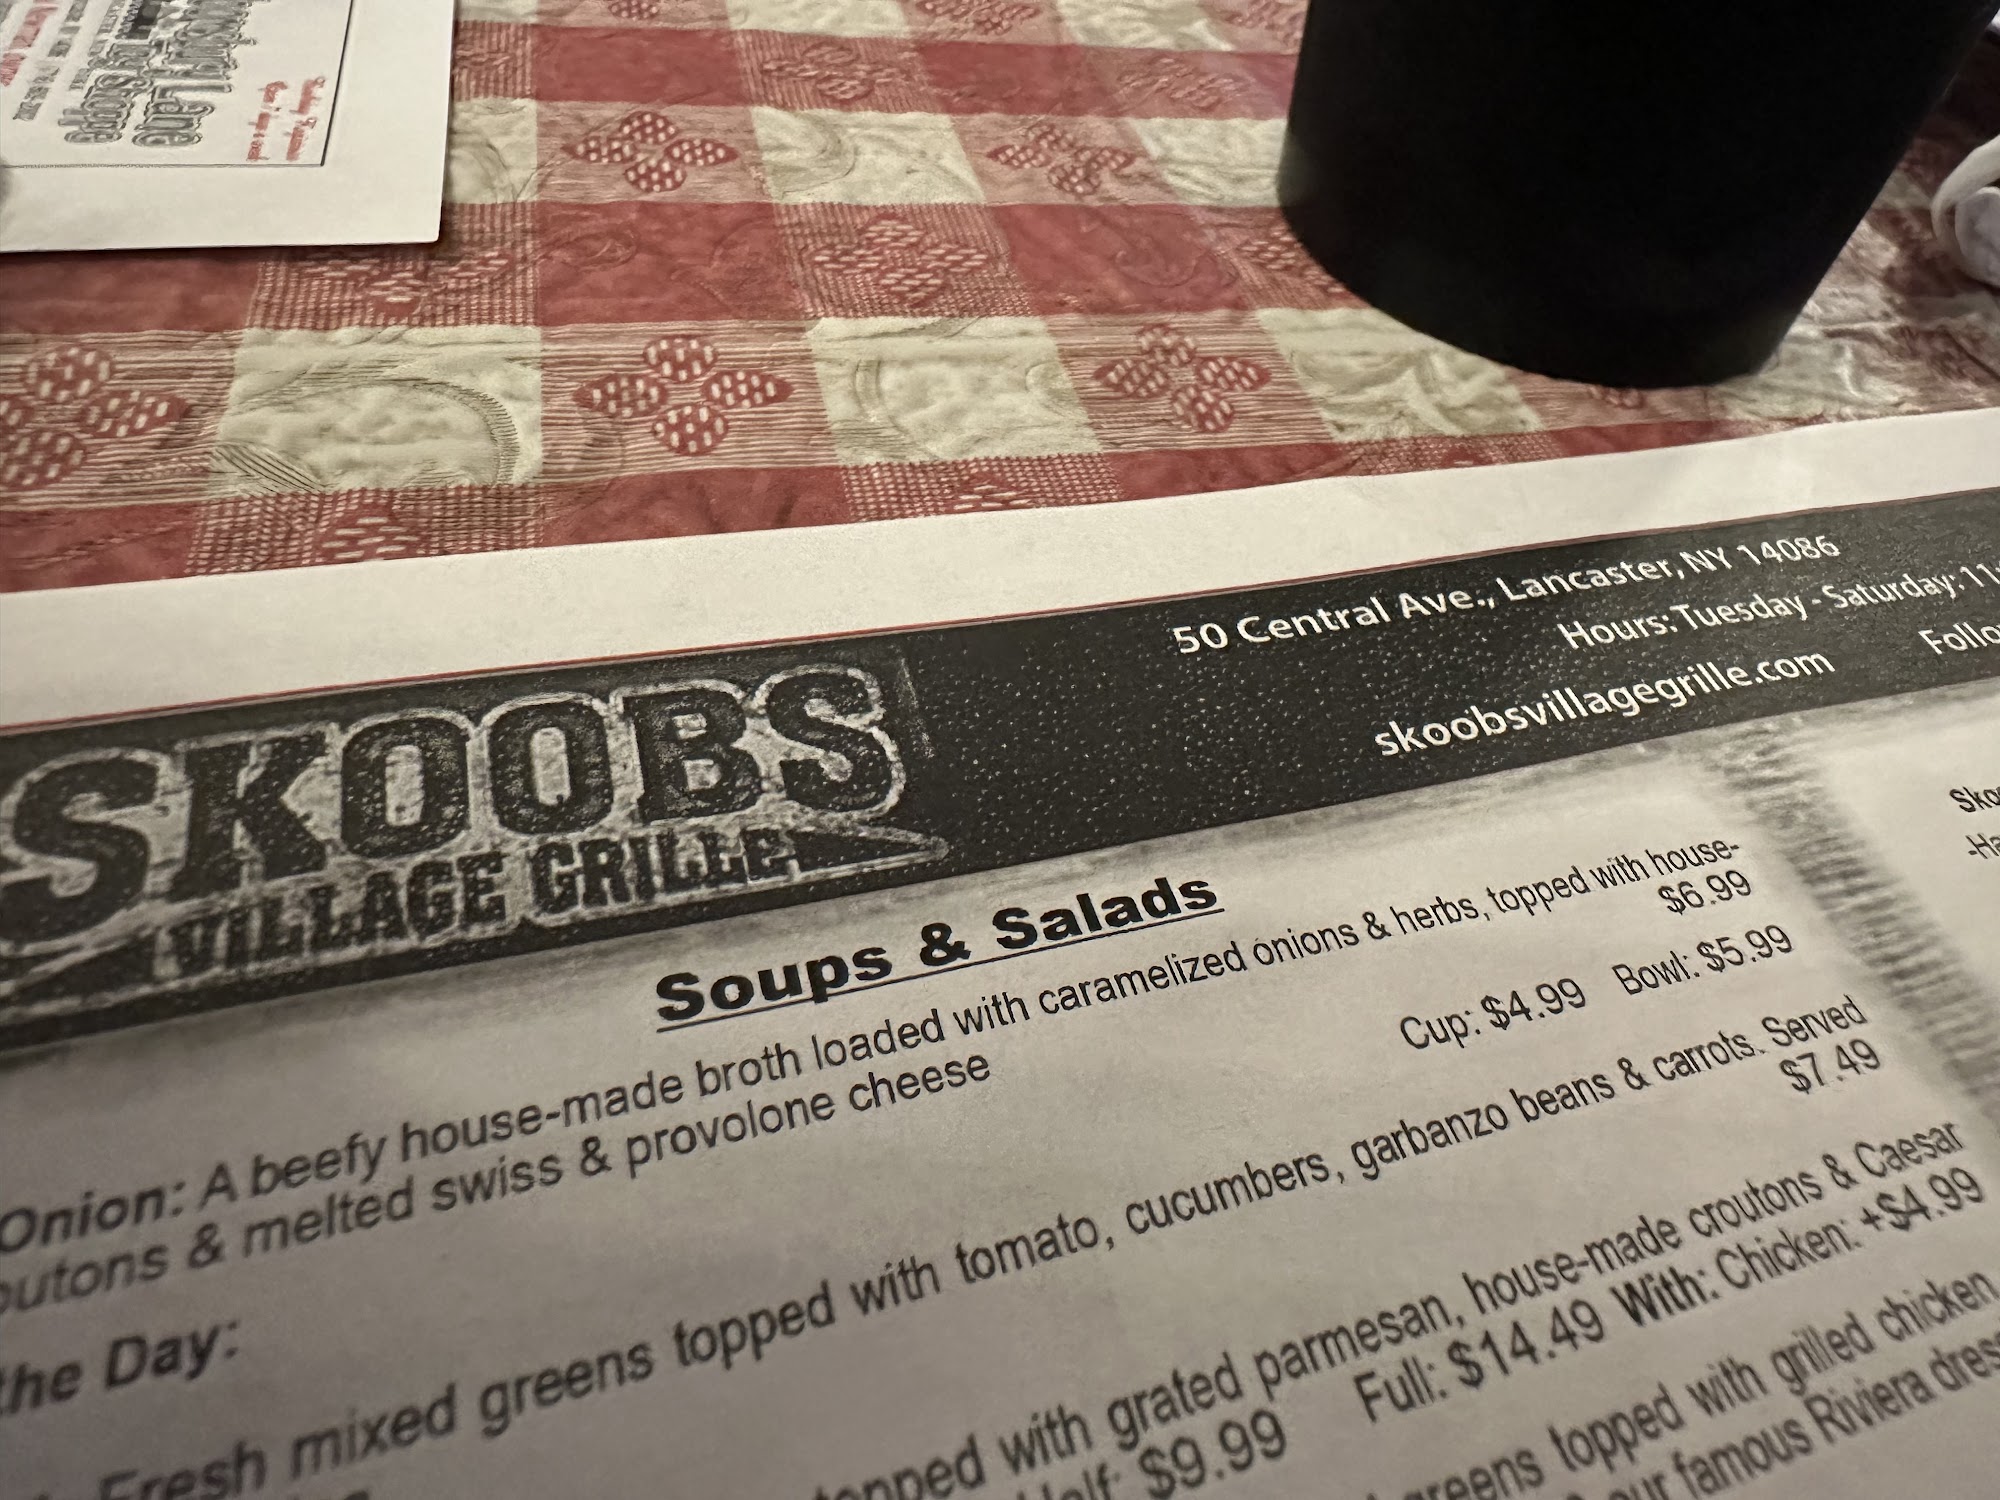 50 Central Ave., Lancaster, NY 14086
Hours: Tuesday - Saturday: 11
skoobsvillagegrille.com
SKOOBS
VILLAGE GRILLE
Soups & Salads
Onion: A beefy house-made broth loaded with caramelized onions & herbs, topped with house-
outons & melted swiss & provolone cheese $6.99
the Day: Cup: $4.99 Bowl: $5.99
Fresh mixed greens topped with tomato, cucumbers, garbanzo beans & carrots. Served
$7.49
topped with grated parmesan, house-made croutons & Caesar
Half: $9.99 Full: $14.49 With: Chicken: +$4.99
greens topped with grilled chicken
our famous Riviera dress